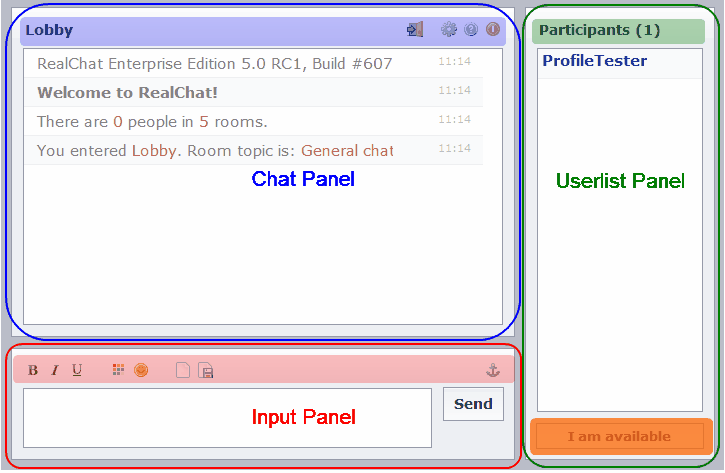 Lobby
RealChat Enterprise Edition 5.0 RC1, Build #607 11:14
Welcome to RealChat! 11:14
There are 0 people in 5 rooms. 11:14
You entered Lobby. Room topic is: General chat 11:14
Chat Panel
B I U
Input Panel
Send
Participants (1)
ProfileTester
Userlist Panel
I am available